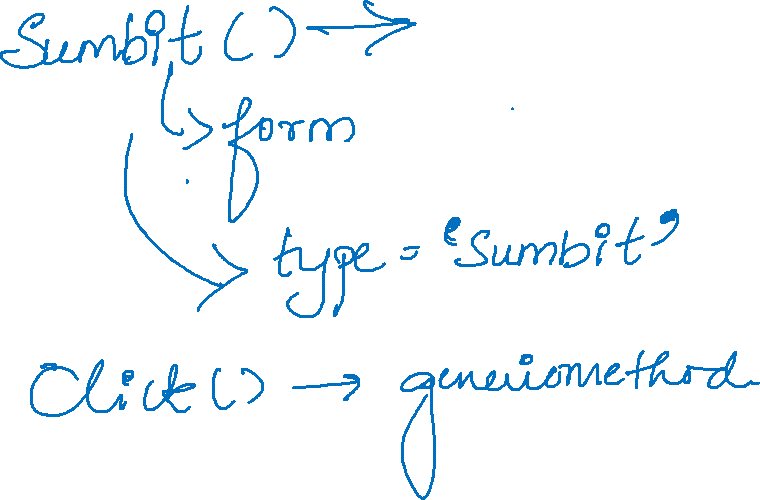 Sumbit() →
↳ form
→ type = 'Sumbit'
Click() → genericmethod